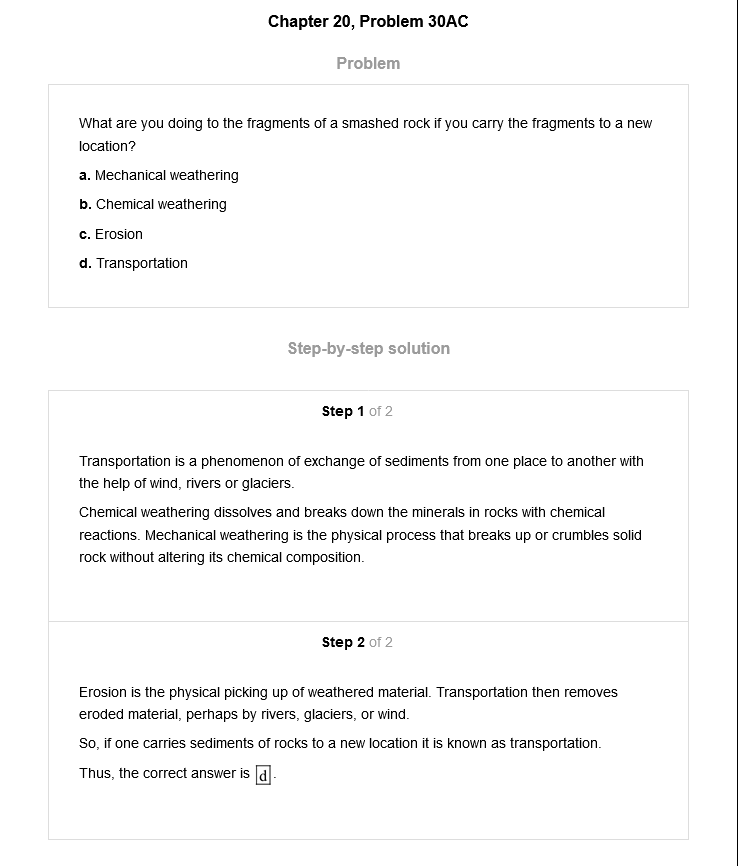 Chapter 20, Problem 30AC
Problem
What are you doing to the fragments of a smashed rock if you carry the fragments to a new
location?
a. Mechanical weathering
b. Chemical weathering
c. Erosion
d. Transportation
Step-by-step solution
Step 1 of 2
Transportation is a phenomenon of exchange of sediments from one place to another with
the help of wind, rivers or glaciers.
Chemical weathering dissolves and breaks down the minerals in rocks with chemical
reactions. Mechanical weathering is the physical process that breaks up or crumbles solid
rock without altering its chemical composition.
Step 2 of 2
Erosion is the physical picking up of weathered material. Transportation then removes
eroded material, perhaps by rivers, glaciers, or wind.
So, if one carries sediments of rocks to a new location it is known as transportation.
Thus, the correct answer is d.